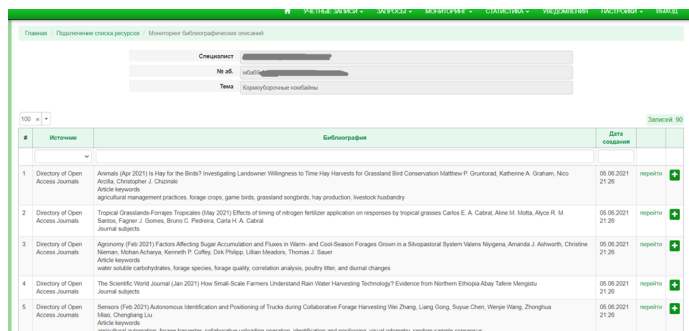 УЧЕТНЫЕ ЗАПИСИ ЗАПРОСЫ МОНИТОРИНГ СТАТИСТИКА УВЕДОМЛЕНИЯ НАСТРОЙКИ ВЫХОД
Главная / Подключение списка ресурсов / Мониторинг библиографических описаний
Специалист
№ аб.
Тема Кормоуборочные комбайны
100 × Записей 90
# Источник Библиография Дата создания
1 Directory of Open Access Journals Animals (Apr 2021) Is Hay for the Birds? Investigating Landowner Willingness to Time Hay Harvests for Grassland Bird Conservation Matthew P. Gruntorad, Katherine A. Graham, Nico 05.06.2021 21:26 перейти
Arcilla, Christopher J. Chizinski
Article keywords
agricultural management practices, forage crops, game birds, grassland songbirds, hay production, livestock husbandry
2 Directory of Open Access Journals Tropical Grasslands-Forrajes Tropicales (May 2021) Effects of timing of nitrogen fertilizer application on responses by tropical grasses Carlos E. A. Cabral, Aline M. Motta, Alyce R. M. 05.06.2021 21:26 перейти
Santos, Fagner J. Gomes, Bruno C. Pedreira, Carla H. A. Cabral
Journal subjects
3 Directory of Open Access Journals Agronomy (Feb 2021) Factors Affecting Sugar Accumulation and Fluxes in Warm- and Cool-Season Forages Grown in a Silvopastoral System Valens Niyigena, Amanda J. Ashworth, Christine 05.06.2021 21:26 перейти
Nieman, Mohan Acharya, Kenneth P. Coffey, Dirk Philipp, Lillian Meadors, Thomas J. Sauer
Article keywords
water soluble carbohydrates, forage species, forage quality, correlation analysis, poultry litter, and diurnal changes
4 Directory of Open Access Journals The Scientific World Journal (Jan 2021) How Small-Scale Farmers Understand Rain Water Harvesting Technology? Evidence from Northern Ethiopia Abay Tafere Mengistu 05.06.2021 21:26 перейти
Journal subjects
5 Directory of Open Access Journals Sensors (Feb 2021) Autonomous Identification and Positioning of Trucks during Collaborative Forage Harvesting Wei Zhang, Liang Gong, Suyue Chen, Wenjie Wang, Zhonghua 05.06.2021 21:26 перейти
Miao, Chengliang Liu
Article keywords